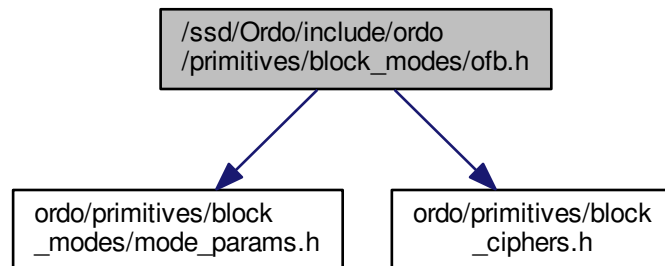 /ssd/Ordo/include/ordo
/primitives/block_modes/ofb.h
ordo/primitives/block
_modes/mode_params.h
ordo/primitives/block
_ciphers.h